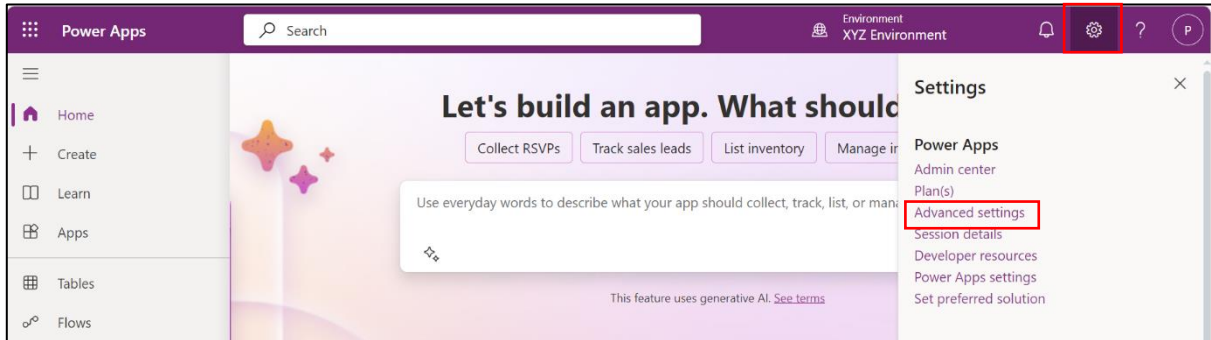 Power Apps
Search
Environment
XYZ Environment
?
P
Home
Create
Learn
Apps
Tables
Flows
Let's build an app. What should
Collect RSVPs
Track sales leads
List inventory
Manage in
Use everyday words to describe what your app should collect, track, list, or mana
This feature uses generative AI. See terms
Settings
Power Apps
Admin center
Plan(s)
Advanced settings
Session details
Developer resources
Power Apps settings
Set preferred solution